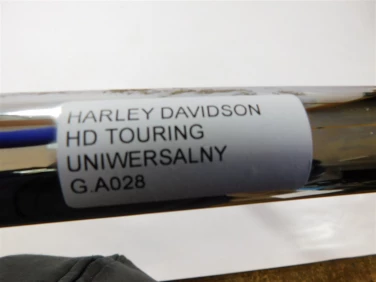 HARLEY DAVIDSON
HD TOURING
UNIWERSALNY
G.A028